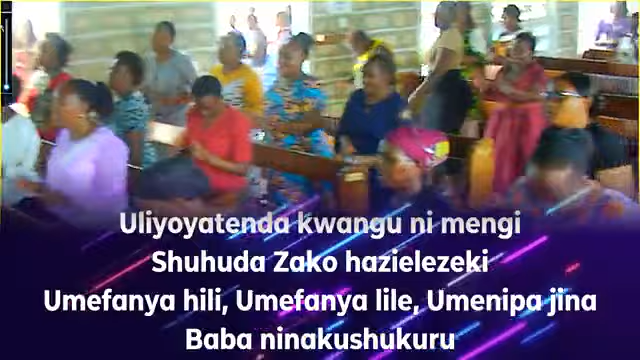 Uliyoyatenda kwangu ni mengi
Shuhuda Zako hazielezeki
Umefanya hili, Umefanya lile, Umenipa jina
Baba ninakushukuru